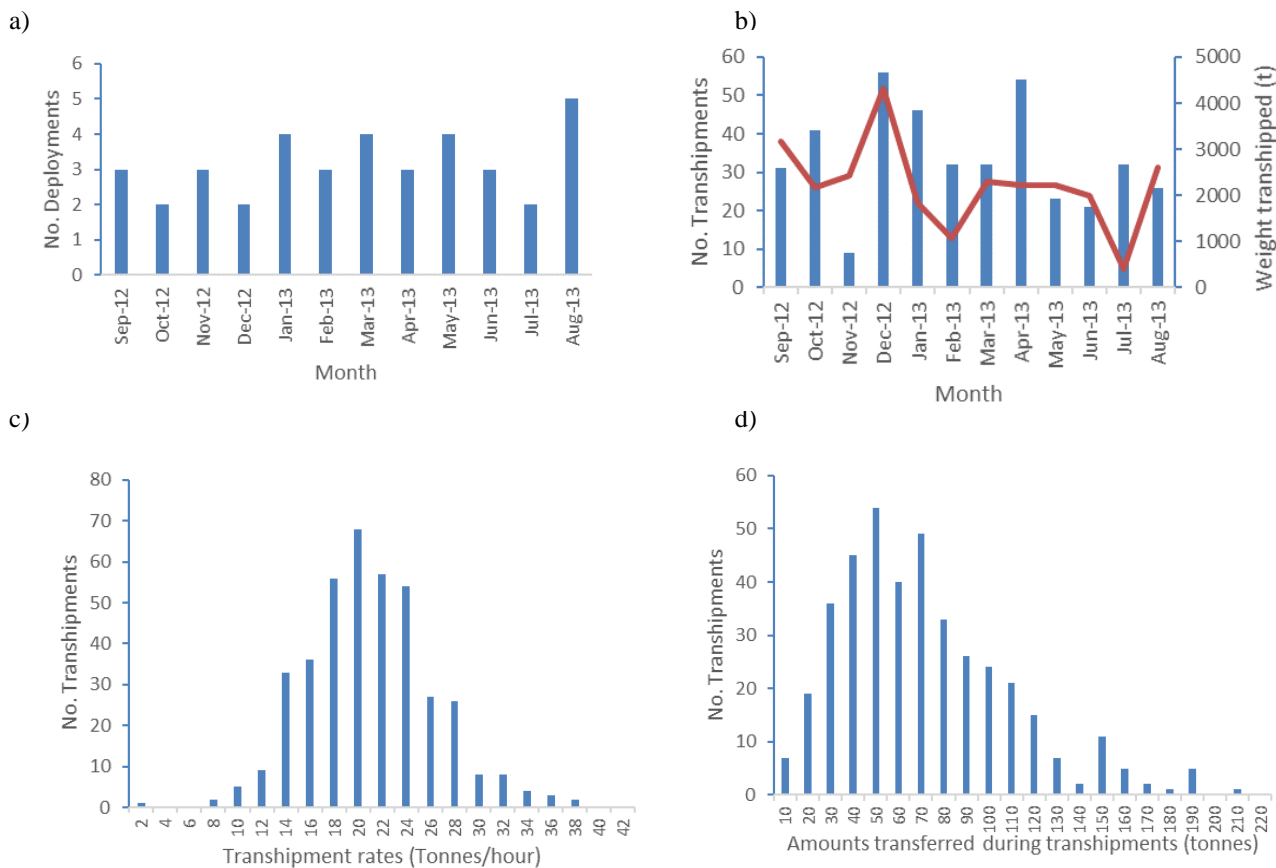 a)
6
5
4
3
2
1
0
No. Deployments
Sep-12
Oct-12
Nov-12
Dec-12
Jan-13
Feb-13
Mar-13
Apr-13
May-13
Jun-13
Jul-13
Aug-13
Month
b)
60
50
40
30
20
10
0
No. Transhipments
5000
4000
3000
2000
1000
0
Weight transhipped (t)
Sep-12
Oct-12
Nov-12
Dec-12
Jan-13
Feb-13
Mar-13
Apr-13
May-13
Jun-13
Jul-13
Aug-13
Month
c)
80
70
60
50
40
30
20
10
0
No. Transhipments
2
4
6
8
10
12
14
16
18
20
22
24
26
28
30
32
34
36
38
40
42
Transhipment rates (Tonnes/hour)
d)
60
50
40
30
20
10
0
No. Transhipments
10
20
30
40
50
60
70
80
90
100
110
120
130
140
150
160
170
180
190
200
210
220
Amounts transferred during transhipments (tonnes)